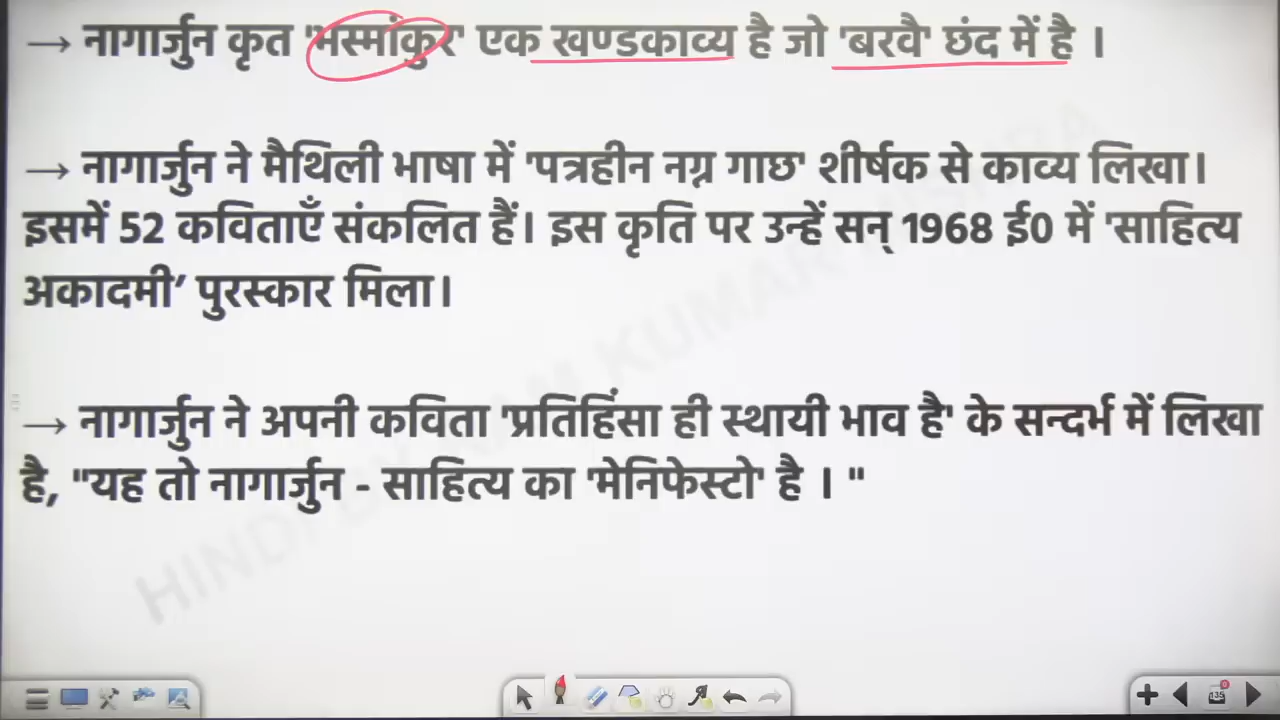 → नागार्जुन कृत 'भस्मांकुर' एक खण्डकाव्य है जो 'बरवै' छंद में है ।
→ नागार्जुन ने मैथिली भाषा में 'पत्रहीन नग्न गाछ' शीर्षक से काव्य लिखा।
इसमें 52 कविताएँ संकलित हैं। इस कृति पर उन्हें सन् 1968 ई0 में 'साहित्य
अकादमी’ पुरस्कार मिला।
→ नागार्जुन ने अपनी कविता 'प्रतिहिंसा ही स्थायी भाव है' के सन्दर्भ में लिखा
है, "यह तो नागार्जुन - साहित्य का 'मेनिफेस्टो' है । "
135